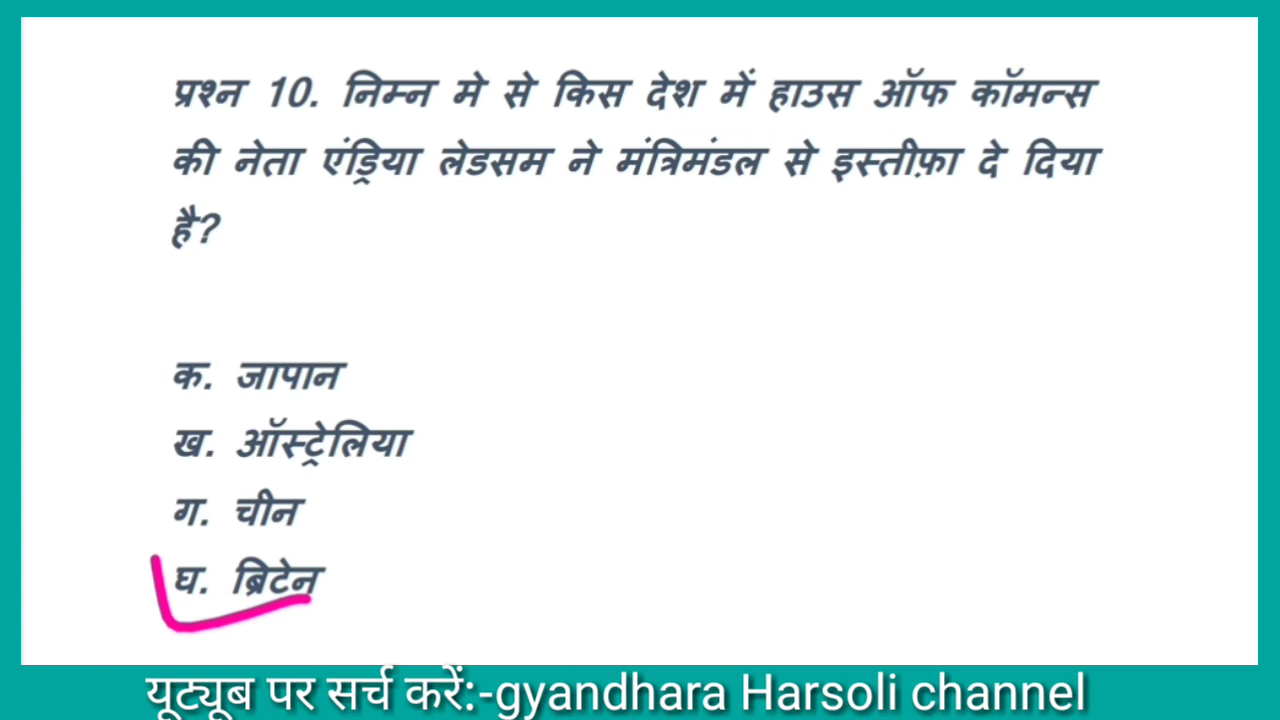 प्रश्न 10. निम्न मे से किस देश में हाउस ऑफ कॉमन्स
की नेता एंड्रिया लेडसम ने मंत्रिमंडल से इस्तीफ़ा दे दिया
है?
क. जापान
ख. ऑस्ट्रेलिया
ग. चीन
घ. ब्रिटेन
यूट्यूब पर सर्च करें:-gyandhara Harsoli channel